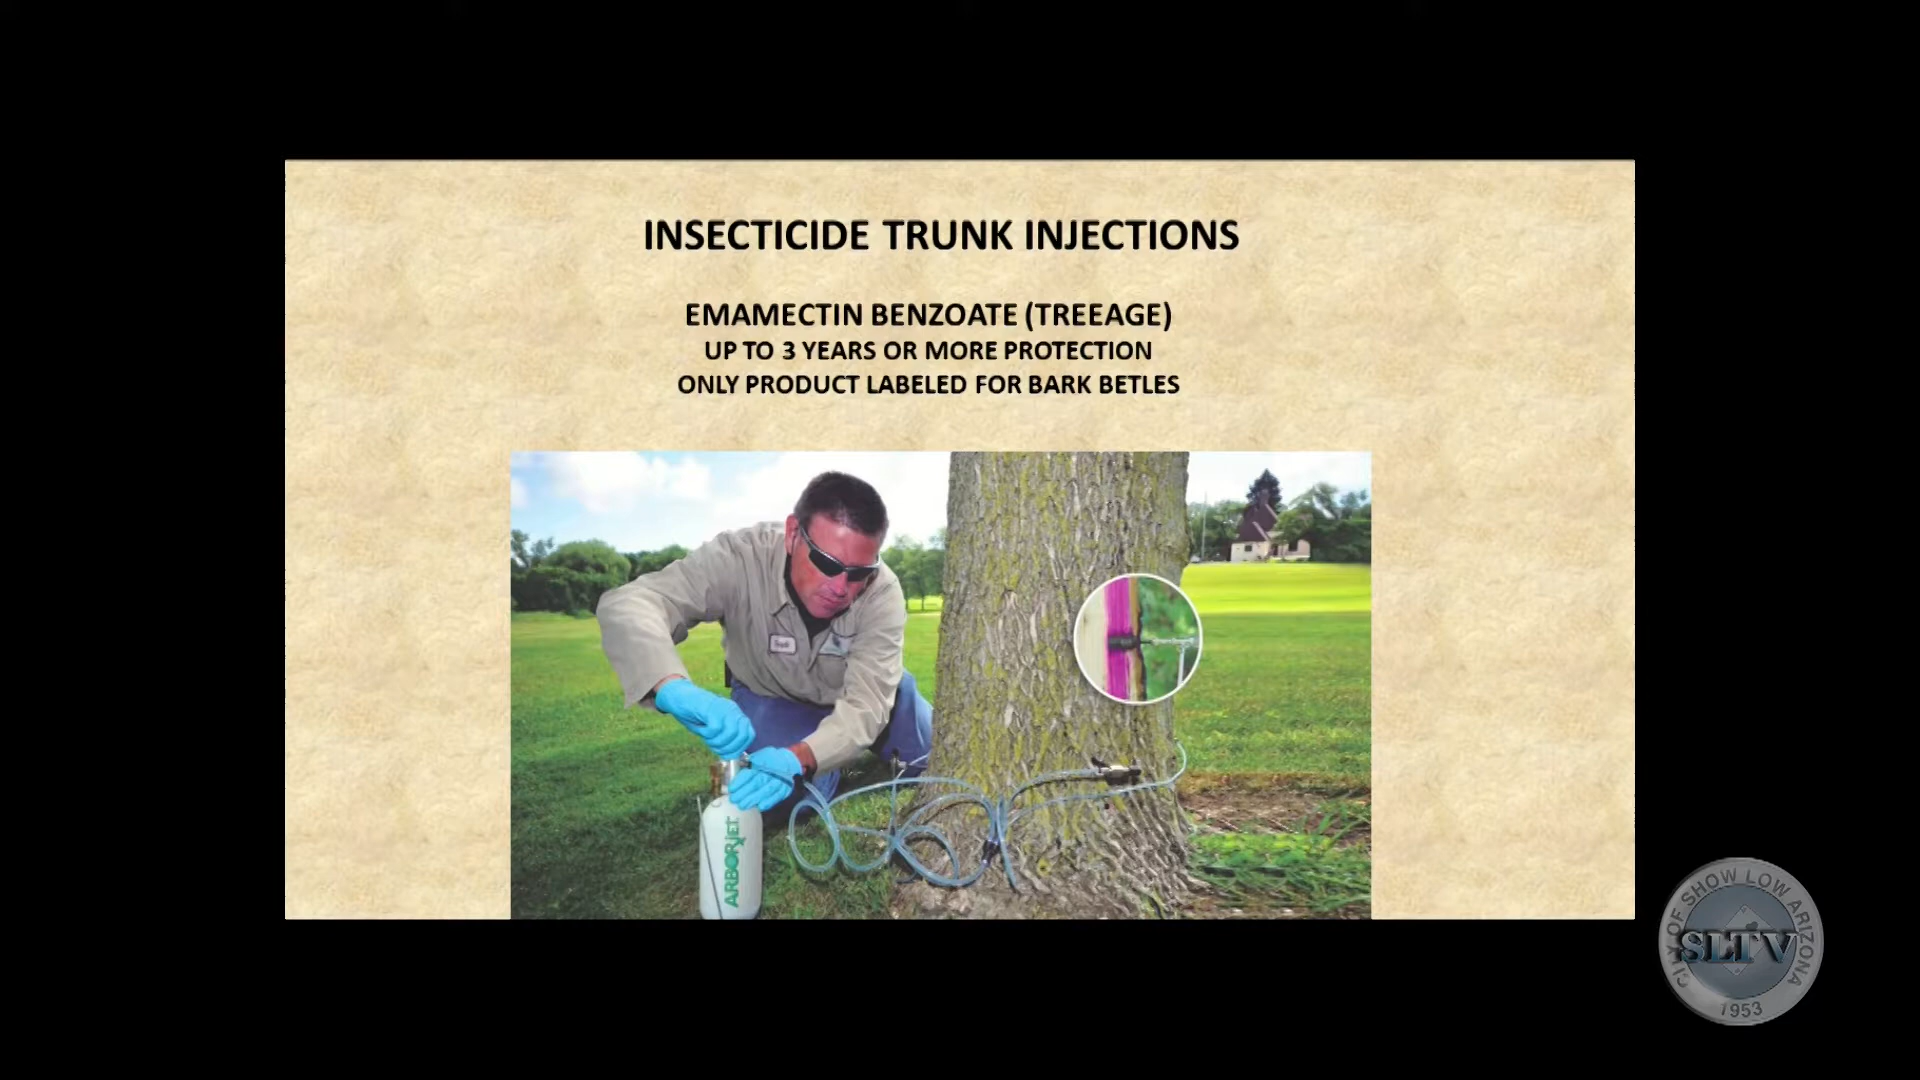 INSECTICIDE TRUNK INJECTIONS
EMAMECTIN BENZOATE (TREEAGE)
UP TO 3 YEARS OR MORE PROTECTION
ONLY PRODUCT LABELED FOR BARK BETLES
ARBORJET
CITY OF SHOW LOW ARIZONA
SLTV
1953